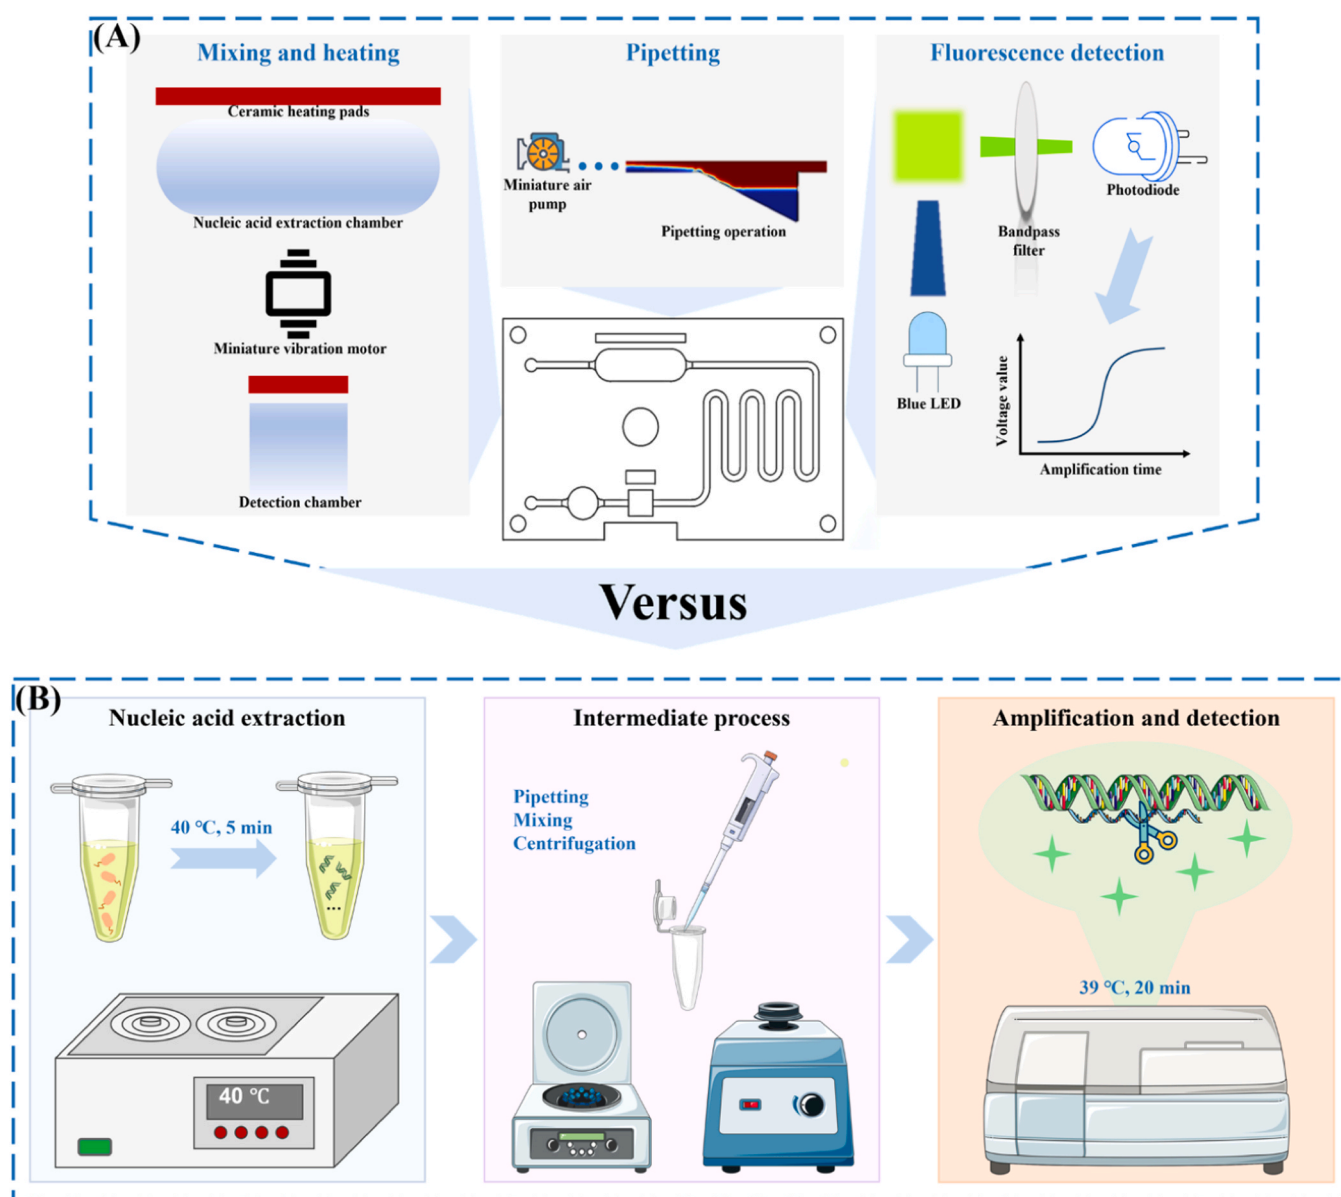 (A)
Mixing and heating
Ceramic heating pads
Nucleic acid extraction chamber
Miniature vibration motor
Detection chamber
Pipetting
Miniature air
pump
Pipetting operation
Fluorescence detection
Photodiode
Bandpass
filter
Blue LED
Voltage value
Amplification time
Versus
(B)
Nucleic acid extraction
40 ℃, 5 min
40 ℃
Intermediate process
Pipetting
Mixing
Centrifugation
Amplification and detection
39 ℃, 20 min